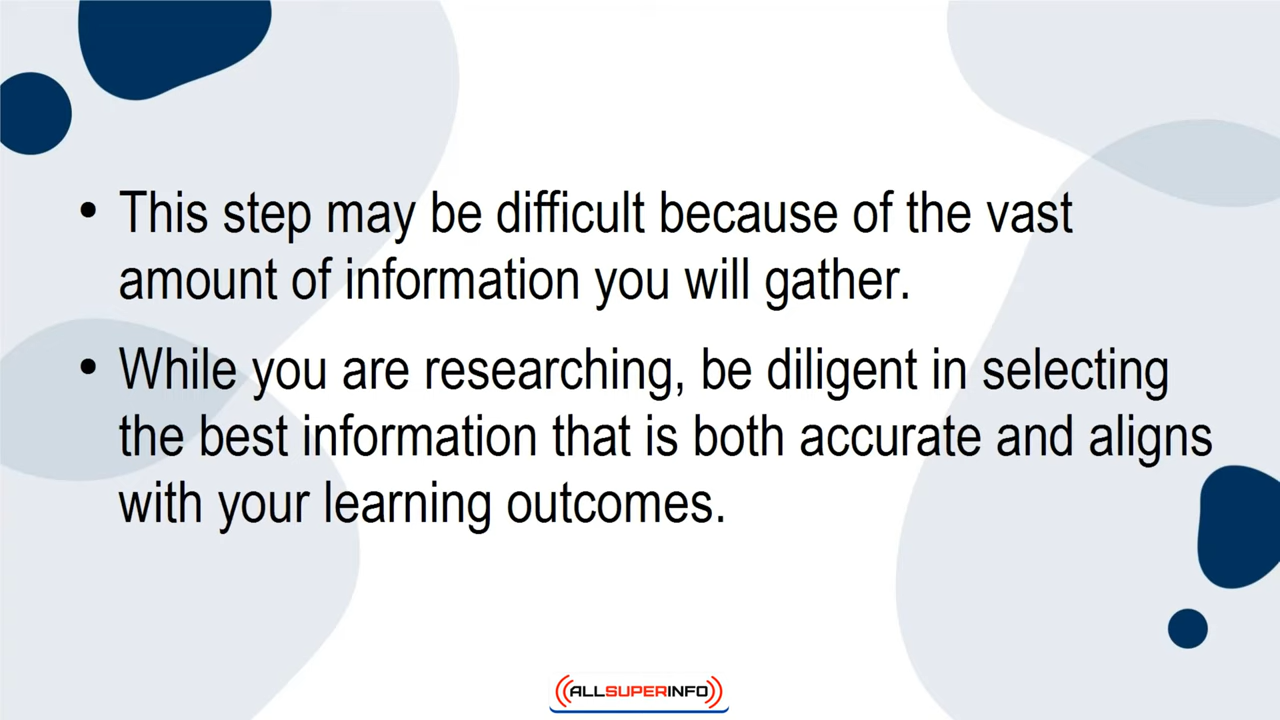 • This step may be difficult because of the vast
amount of information you will gather.
• While you are researching, be diligent in selecting
the best information that is both accurate and aligns
with your learning outcomes.
ALLSUPERINFO